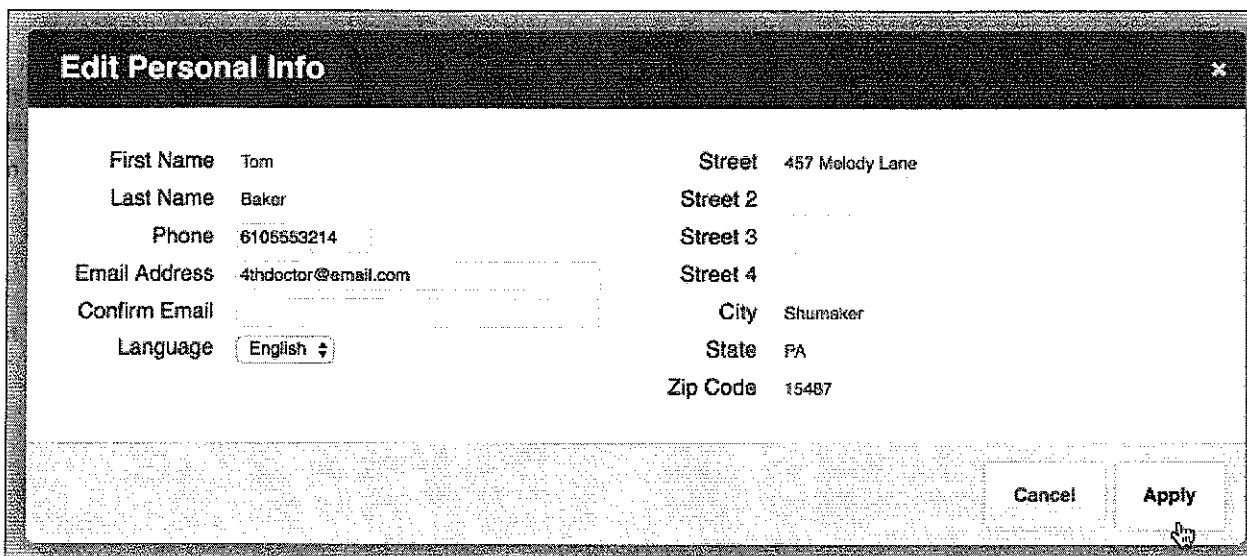 Edit Personal Info ×
First Name Tom
Last Name Baker
Phone 6105553214
Email Address 4thdoctor@email.com
Confirm Email
Language English
Street 457 Melody Lane
Street 2
Street 3
Street 4
City Shumaker
State PA
Zip Code 15487
Cancel Apply